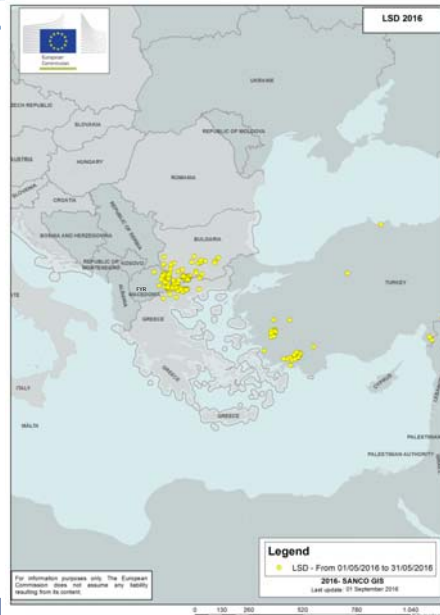 LSD 2016
European
Commission
UKRAINE
ZECH REPUBLIC
SLOVAKIA
REPUBLIC OF MOLDOVA
AUSTRIA
HUNGARY
SLOVENIA
ROMANIA
CROATIA
BOSNIA AND HERZEGOVINA
REPUBLIC OF SERBIA
BULGARIA
REPUBLIC OF
MONTENEGRO
KOSOVO
FYR
MACEDONIA
ALBANIA
TURKEY
GREECE
ITALY
GREECE
GREECE
CYPRUS
MALTA
PALESTINIAN AUTHORITY
Legend
LSD - From 01/05/2016 to 31/05/2016
2016- SANCO GIS
Last update: 01 September 2016
For information purposes only. The European
Commission does not assume any liability
resulting from its content.
0 130 260 520 780 1.040